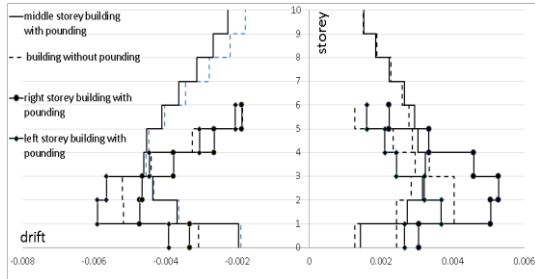 middle storey building
with pounding
building without pounding
right storey building with
pounding
left storey building with
pounding
storey
10
9
8
7
6
5
4
3
2
1
0
drift
-0.008
-0.006
-0.004
-0.002
0
0.002
0.004
0.006